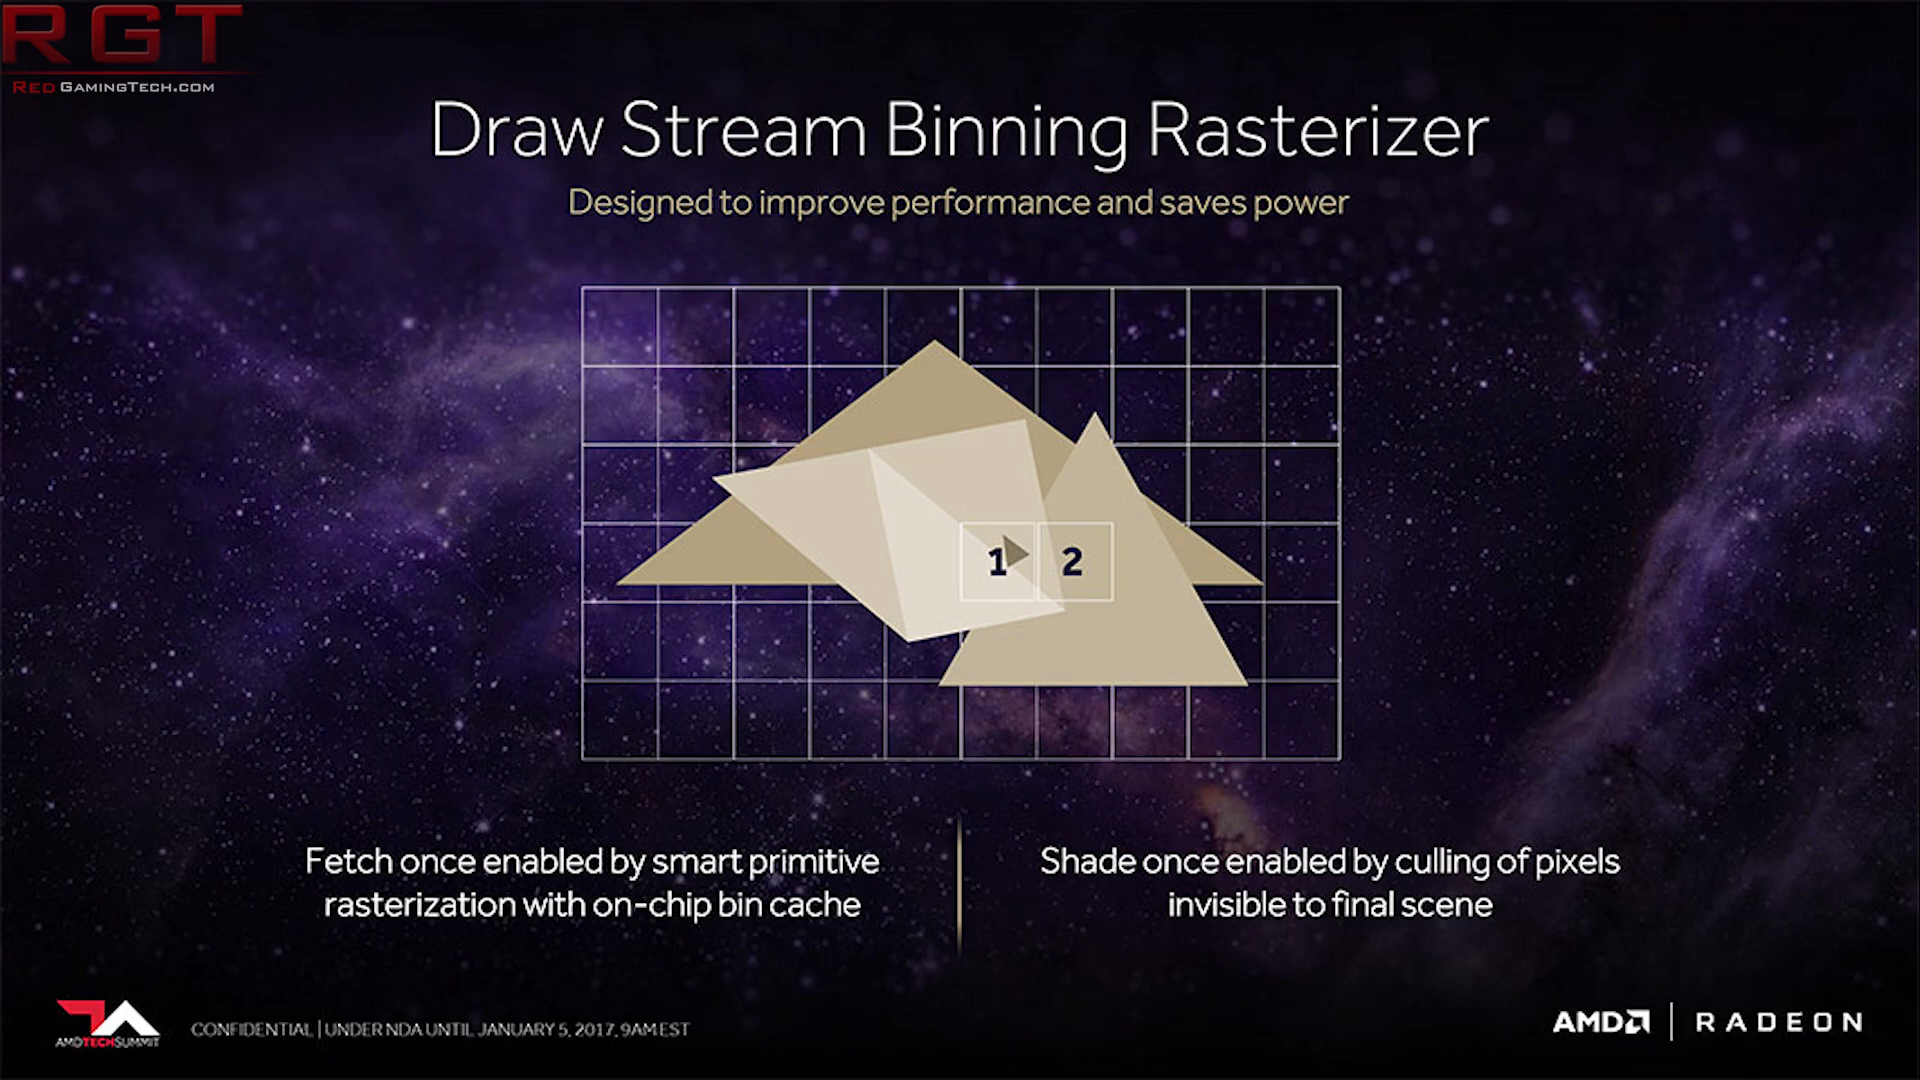 RGT
REDGAMINGTECH.COM
Draw Stream Binning Rasterizer
Designed to improve performance and saves power
1 2
Fetch once enabled by smart primitive
rasterization with on-chip bin cache
Shade once enabled by culling of pixels
invisible to final scene
AMDTECHSUMMIT
CONFIDENTIAL | UNDER NDA UNTIL JANUARY 5, 2017, 9AM EST
AMD | RADEON